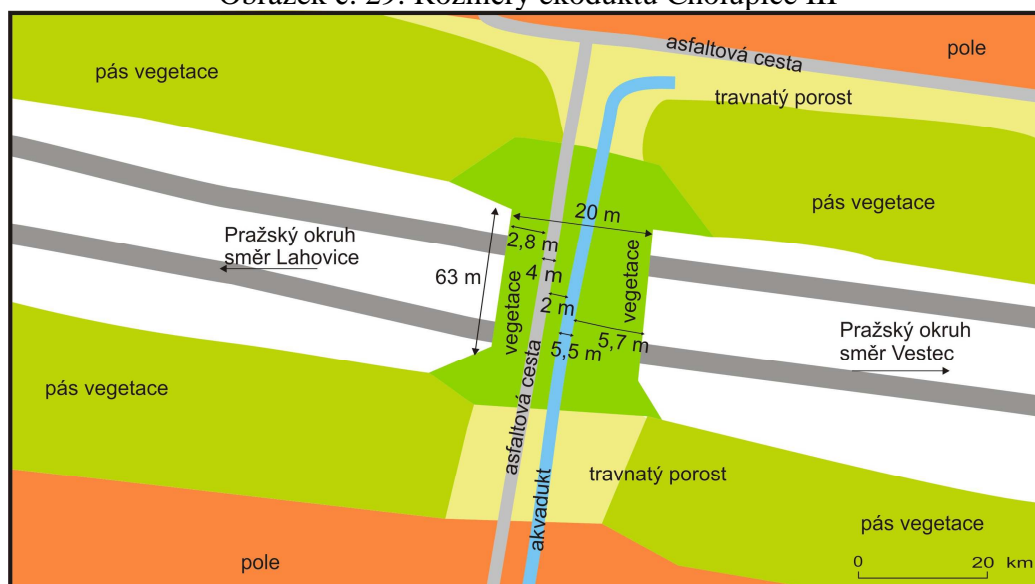 Obrázek č. 29: Rozměry ekoduktu Cholupice III
asfaltová cesta
pole
pás vegetace
travnatý porost
pás vegetace
20 m
Pražský okruh
směr Lahovice
2,8 m
63 m
4 m
vegetace
vegetace
2 m
5,5 m
5,7 m
Pražský okruh
směr Vestec
pás vegetace
asfaltová cesta
akvadukt
travnatý porost
pás vegetace
pole
0 20 km